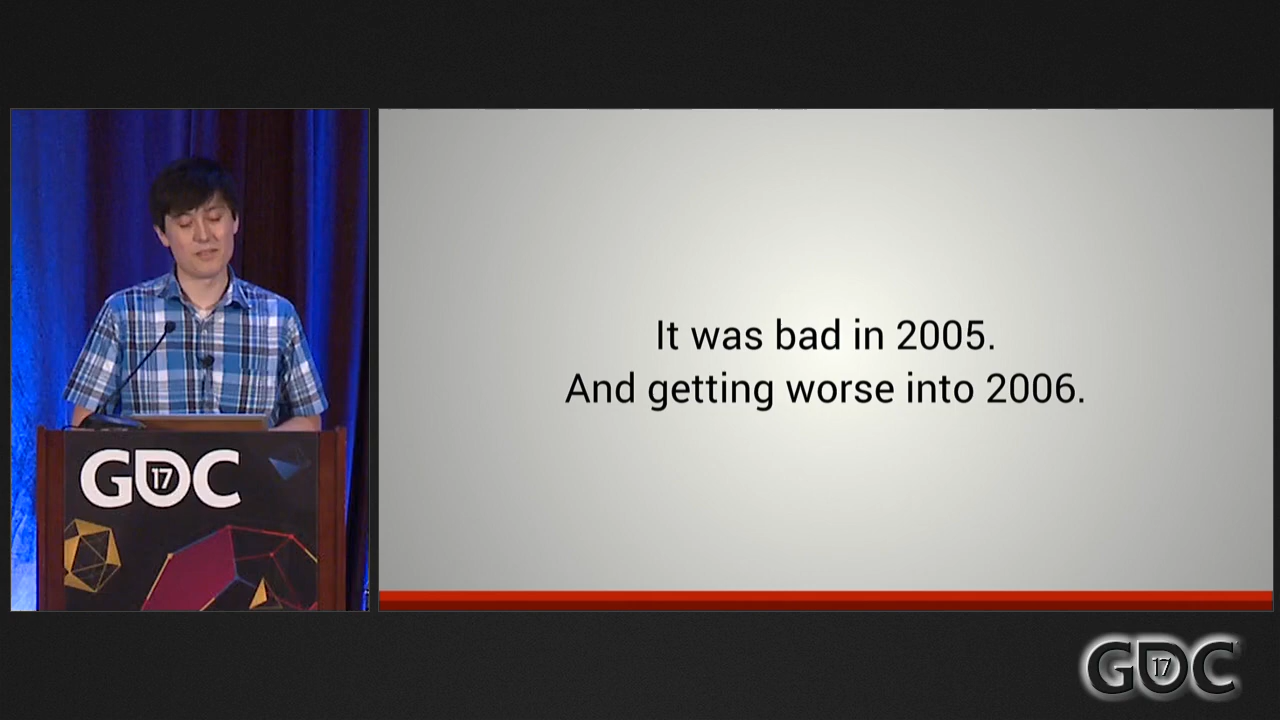 It was bad in 2005.
And getting worse into 2006.
GDC 17
GDC 17